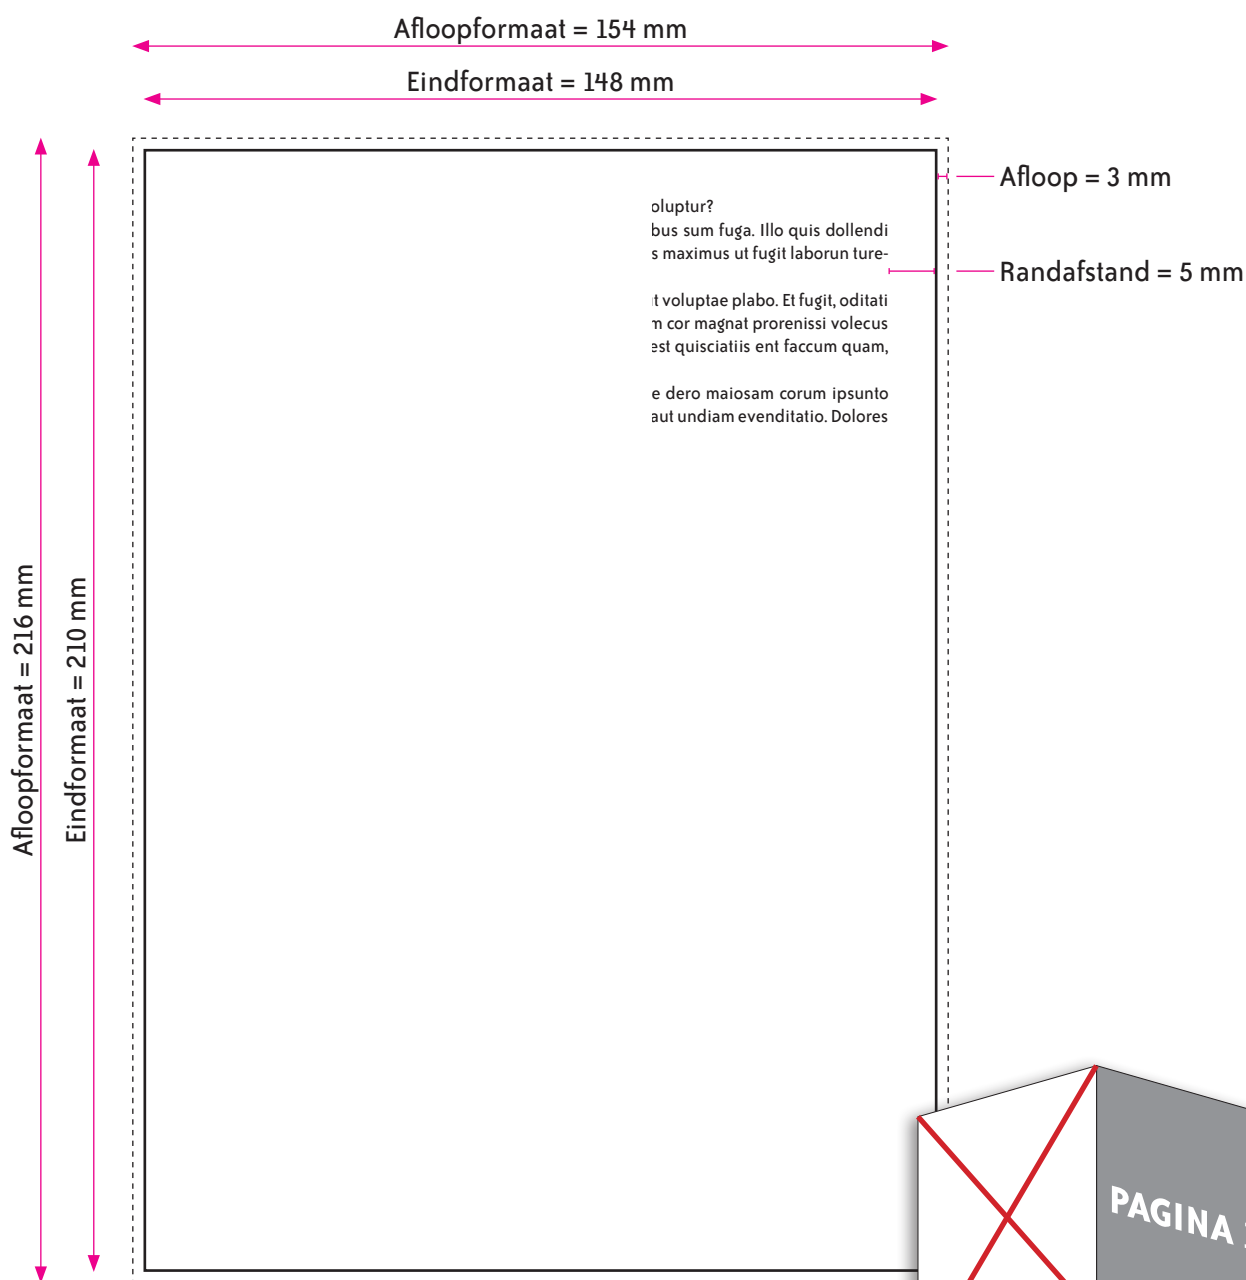 Afloopformaat = 154 mm
Eindformaat = 148 mm
Afloop = 3 mm
oluptur?
bus sum fuga. Illo quis dollendi
s maximus ut fugit laborun ture-
Randafstand = 5 mm
t voluptae plabo. Et fugit, oditati
m cor magnat prorenissi volecus
est quisciatiis ent faccum quam,
e dero maiosam corum ipsunto
aut undiam evenditatio. Dolores
Afloopformaat = 216 mm
Eindformaat = 210 mm
PAGINA